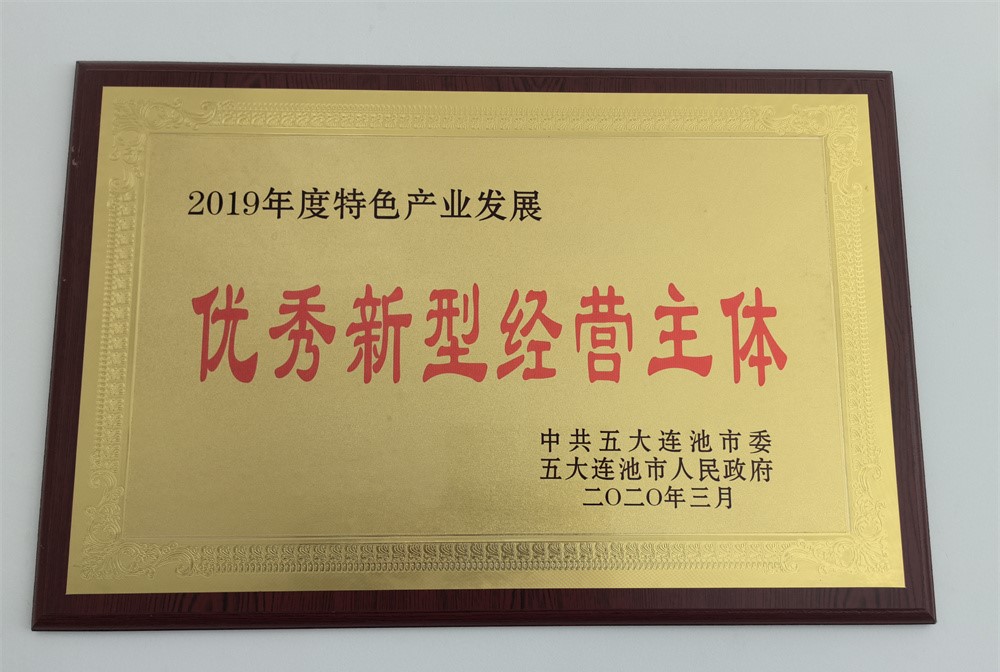 2019年度特色产业发展
优秀新型经营主体
中共五大连池市委
五大连池市人民政府
二〇二〇年三月